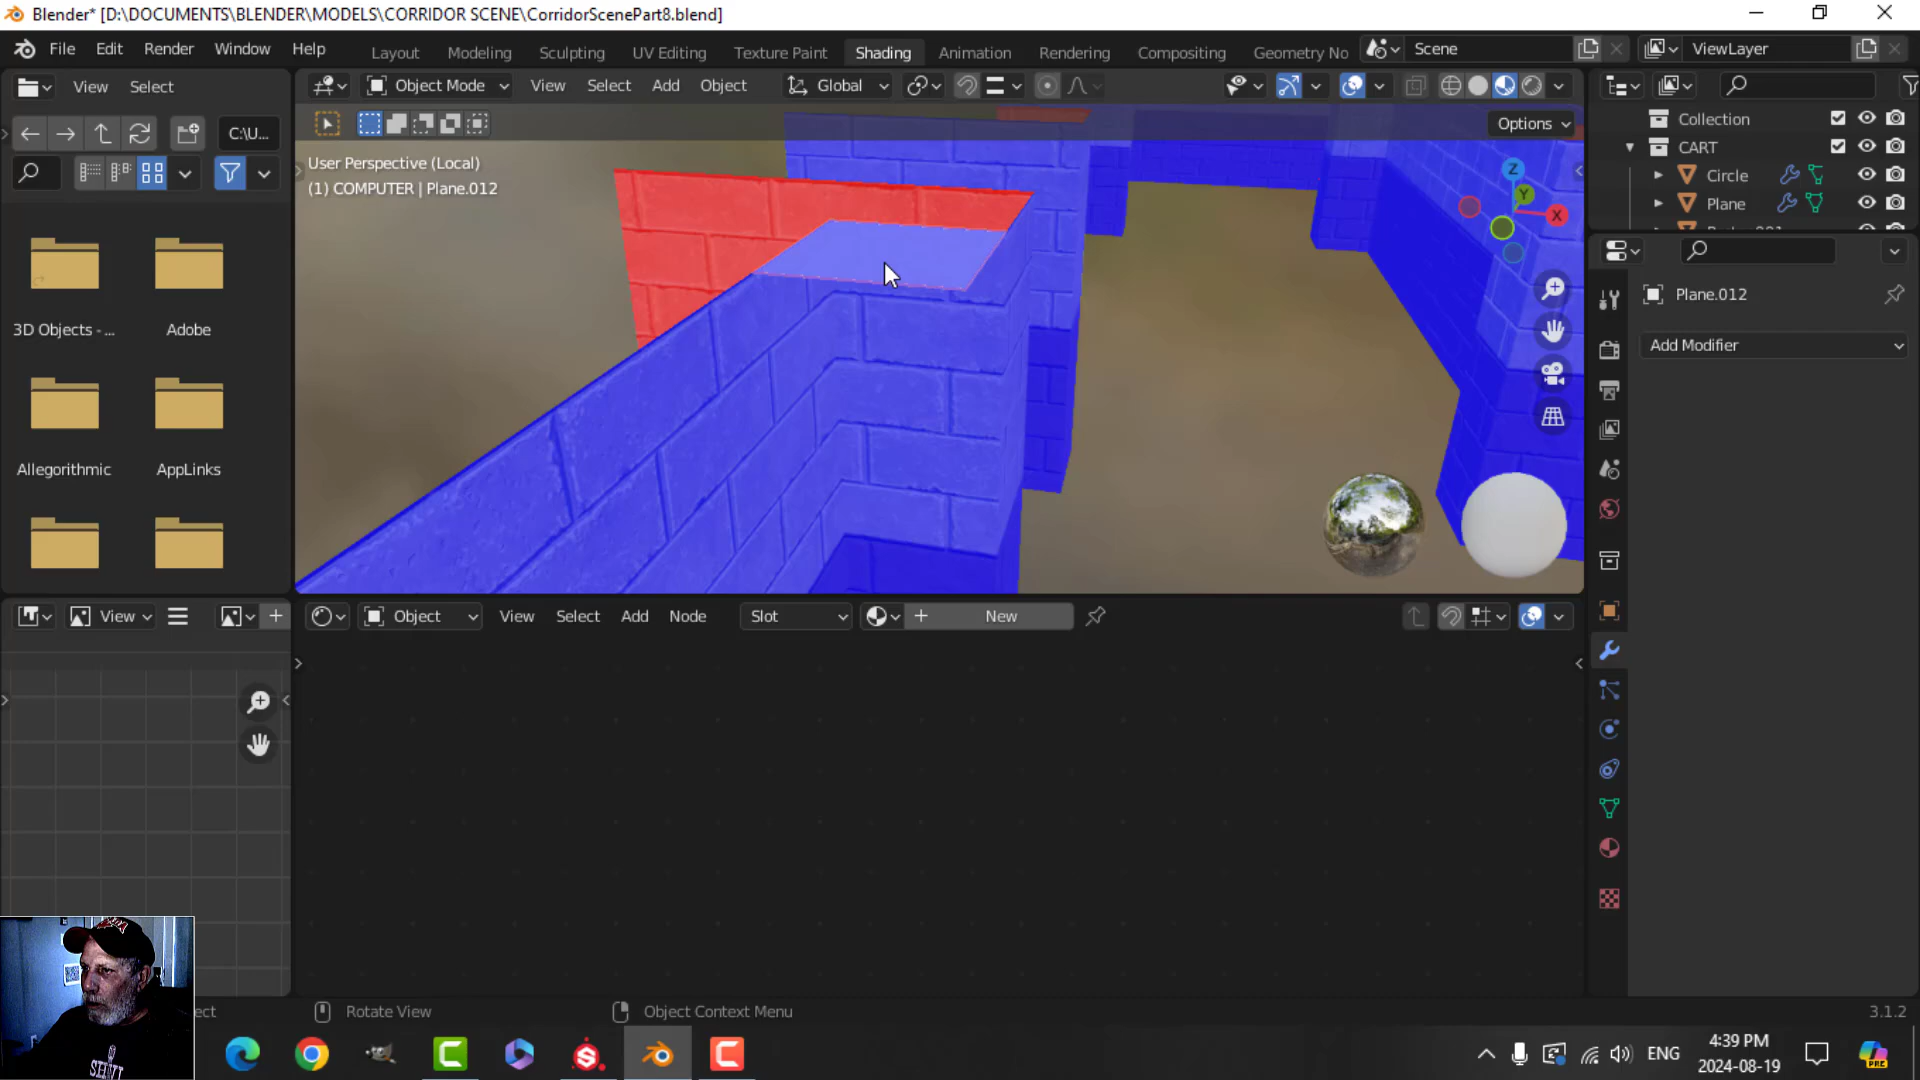 Blender* [D:\DOCUMENTS\BLENDER\MODELS\CORRIDOR SCENE\CorridorScenePart8.blend]
File Edit Render Window Help
Layout Modeling Sculpting UV Editing Texture Paint Shading Animation Rendering Compositing Geometry No
Scene
ViewLayer
View Select
Object Mode View Select Add Object Global
Options
C:\U...
User Perspective (Local)
(1) COMPUTER | Plane.012
Z
Y
X
3D Objects - ...
Adobe
Allegorithmic
AppLinks
Collection
CART
Circle
Plane
Plane.012
Add Modifier
View
Object View Select Add Node Slot New
ect
Rotate View
Object Context Menu
3.1.2
ENG
4:39 PM
2024-08-19
PRE